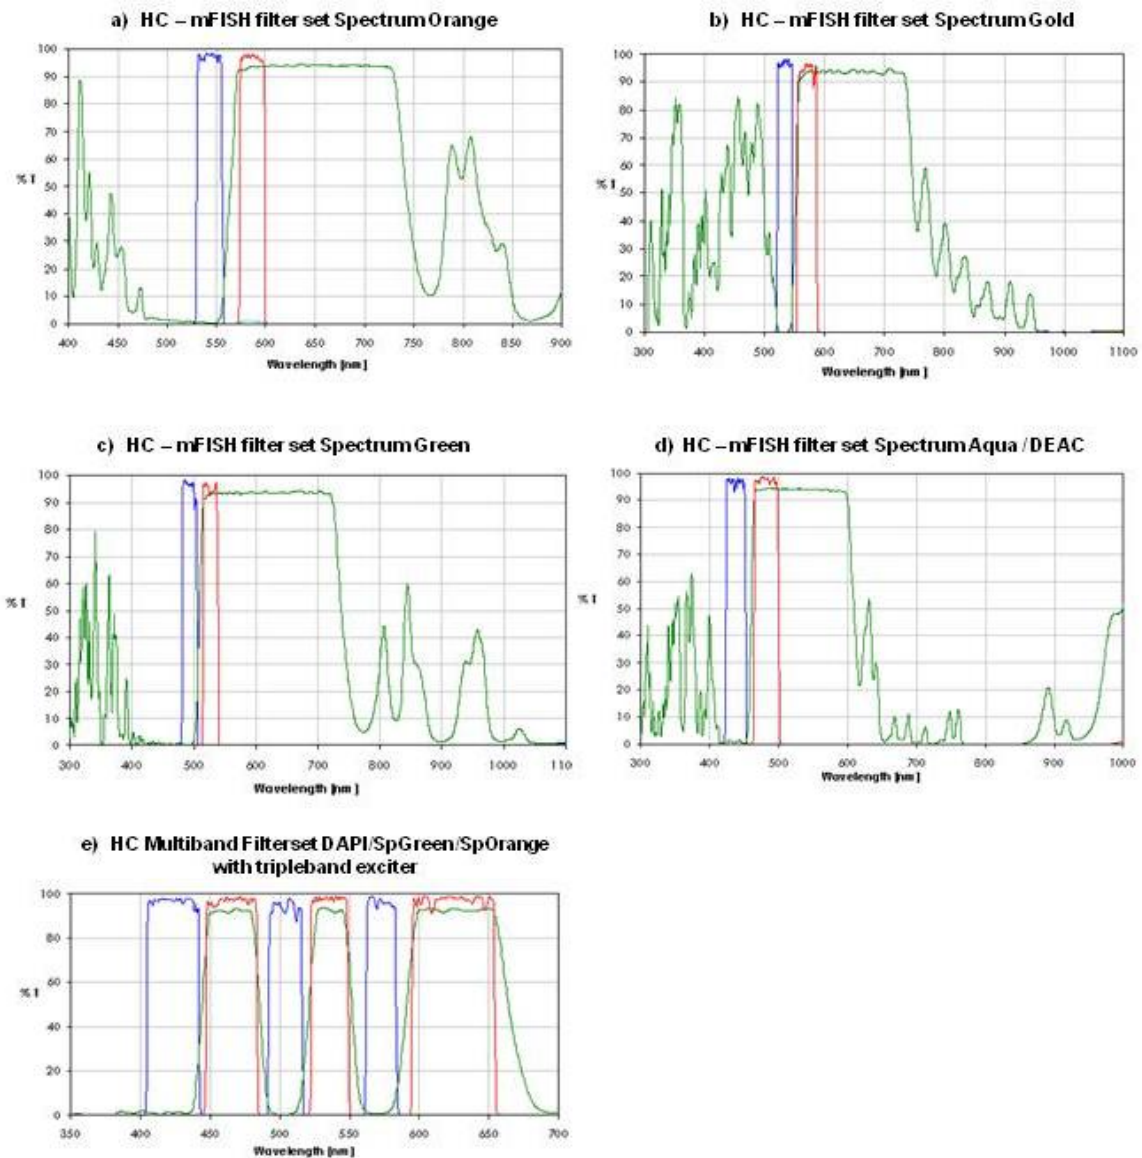 a) HC – mFISH filter set Spectrum Orange
100
90
80
70
60
% T
50
40
30
20
10
0
400 450 500 550 600 650 700 750 800 850 900
Wavelength [nm]
b) HC – mFISH filter set Spectrum Gold
100
90
80
70
60
% T
50
40
30
20
10
0
300 400 500 600 700 800 900 1000 1100
Wavelength [nm]
c) HC – mFISH filter set Spectrum Green
100
90
80
70
60
% T
50
40
30
20
10
0
300 400 500 600 700 800 900 1000 110
Wavelength [nm]
d) HC – mFISH filter set Spectrum Aqua / DEAC
100
90
80
70
60
% T
50
40
30
20
10
0
300 400 500 600 700 800 900 1000
Wavelength [nm]
e) HC Multiband Filterset DAPI/SpGreen/SpOrange
with tripleband exciter
100
80
60
% T
40
20
0
350 400 450 500 550 600 650 700
Wavelength [nm]